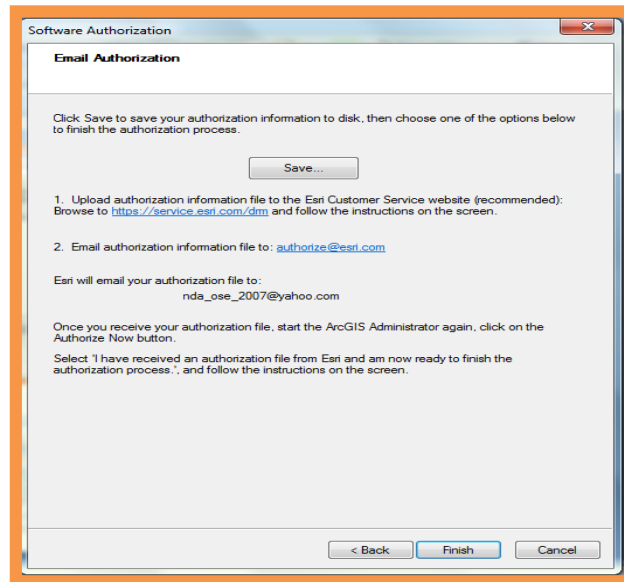 Software Authorization
Email Authorization
Click Save to save your authorization information to disk, then choose one of the options below
to finish the authorization process.
Save...
1. Upload authorization information file to the Esri Customer Service website (recommended):
Browse to https://service.esri.com/drm and follow the instructions on the screen.
2. Email authorization information file to: authorize@esri.com
Esri will email your authorization file to:
nda_ose_2007@yahoo.com
Once you receive your authorization file, start the ArcGIS Administrator again, click on the
Authorize Now button.
Select 'I have received an authorization file from Esri and am now ready to finish the
authorization process.', and follow the instructions on the screen.
< Back Finish Cancel